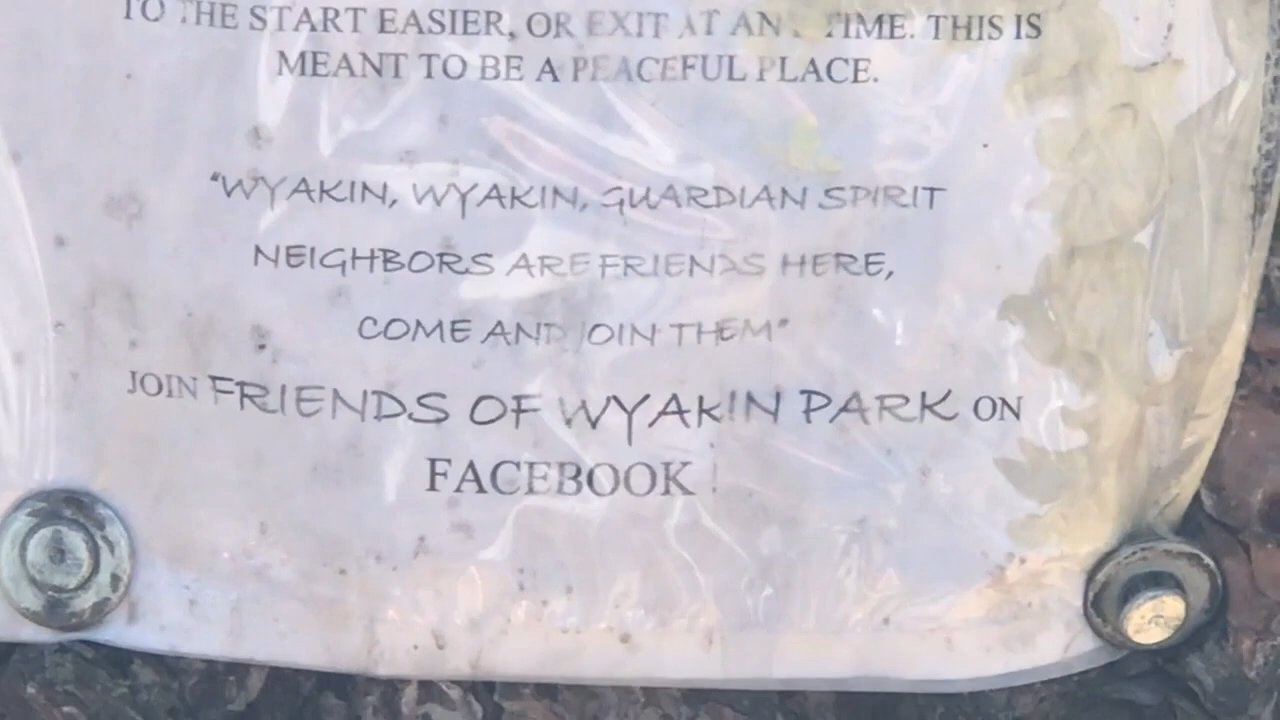 TO THE START EASIER, OR EXIT AT ANY TIME. THIS IS
MEANT TO BE A PEACEFUL PLACE.
"WYAKIN, WYAKIN, GUARDIAN SPIRIT
NEIGHBORS ARE FRIENDS HERE,
COME AND JOIN THEM"
JOIN FRIENDS OF WYAKIN PARK ON
FACEBOOK!